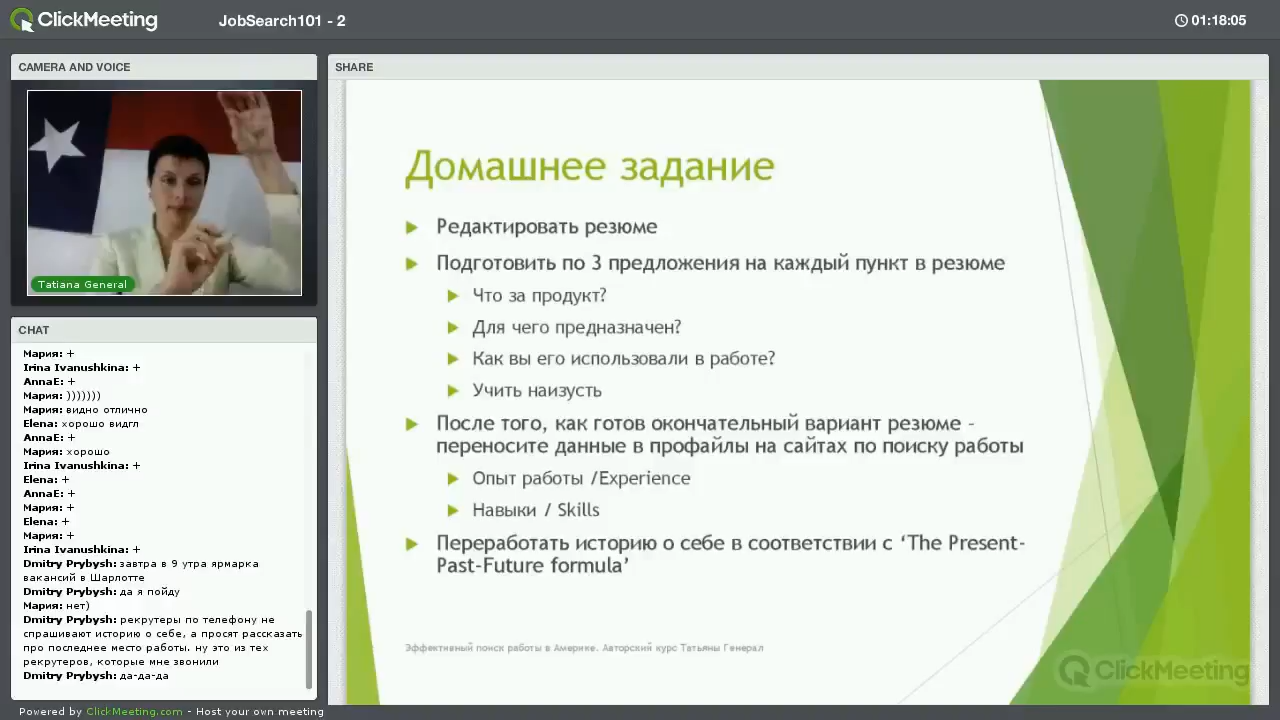 ClickMeeting
JobSearch101 - 2
01:18:05
CAMERA AND VOICE
Tatiana General
CHAT
Мария: +
Irina Ivanushkina: +
AnnaE: +
Мария: )))))))
Мария: видно отлично
Elena: хорошо видгл
AnnaE: +
Мария: хорошо
Irina Ivanushkina: +
Elena: +
AnnaE: +
Мария: +
Elena: +
Мария: +
Irina Ivanushkina: +
Dmitry Prybysh: завтра в 9 утра ярмарка
вакансий в Шарлотте
Dmitry Prybysh: да я пойду
Мария: нет)
Dmitry Prybysh: рекрутеры по телефону не
спрашивают историю о себе, а просят рассказать
про последнее место работы. ну это из тех
рекрутеров, которые мне звонили
Dmitry Prybysh: да-да-да
SHARE
Домашнее задание
Редактировать резюме
Подготовить по 3 предложения на каждый пункт в резюме
Что за продукт?
Для чего предназначен?
Как вы его использовали в работе?
Учить наизусть
После того, как готов окончательный вариант резюме -
переносите данные в профайлы на сайтах по поиску работы
Опыт работы /Experience
Навыки / Skills
Переработать историю о себе в соответствии с ‘The Present-
Past-Future formula’
Эффективный поиск работы в Америке. Авторский курс Татьяны Генерал
ClickMeeting
Powered by ClickMeeting.com - Host your own meeting